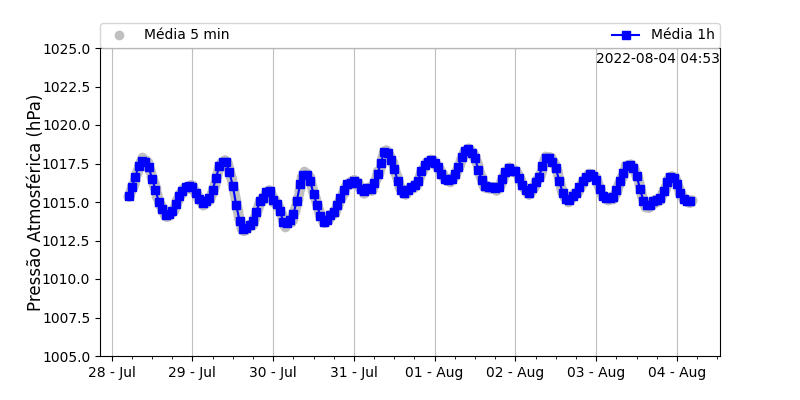 Média 5 min
Média 1h
2022-08-04 04:53
Pressão Atmosférica (hPa)
1025.0
1022.5
1020.0
1017.5
1015.0
1012.5
1010.0
1007.5
1005.0
28 - Jul
29 - Jul
30 - Jul
31 - Jul
01 - Aug
02 - Aug
03 - Aug
04 - Aug